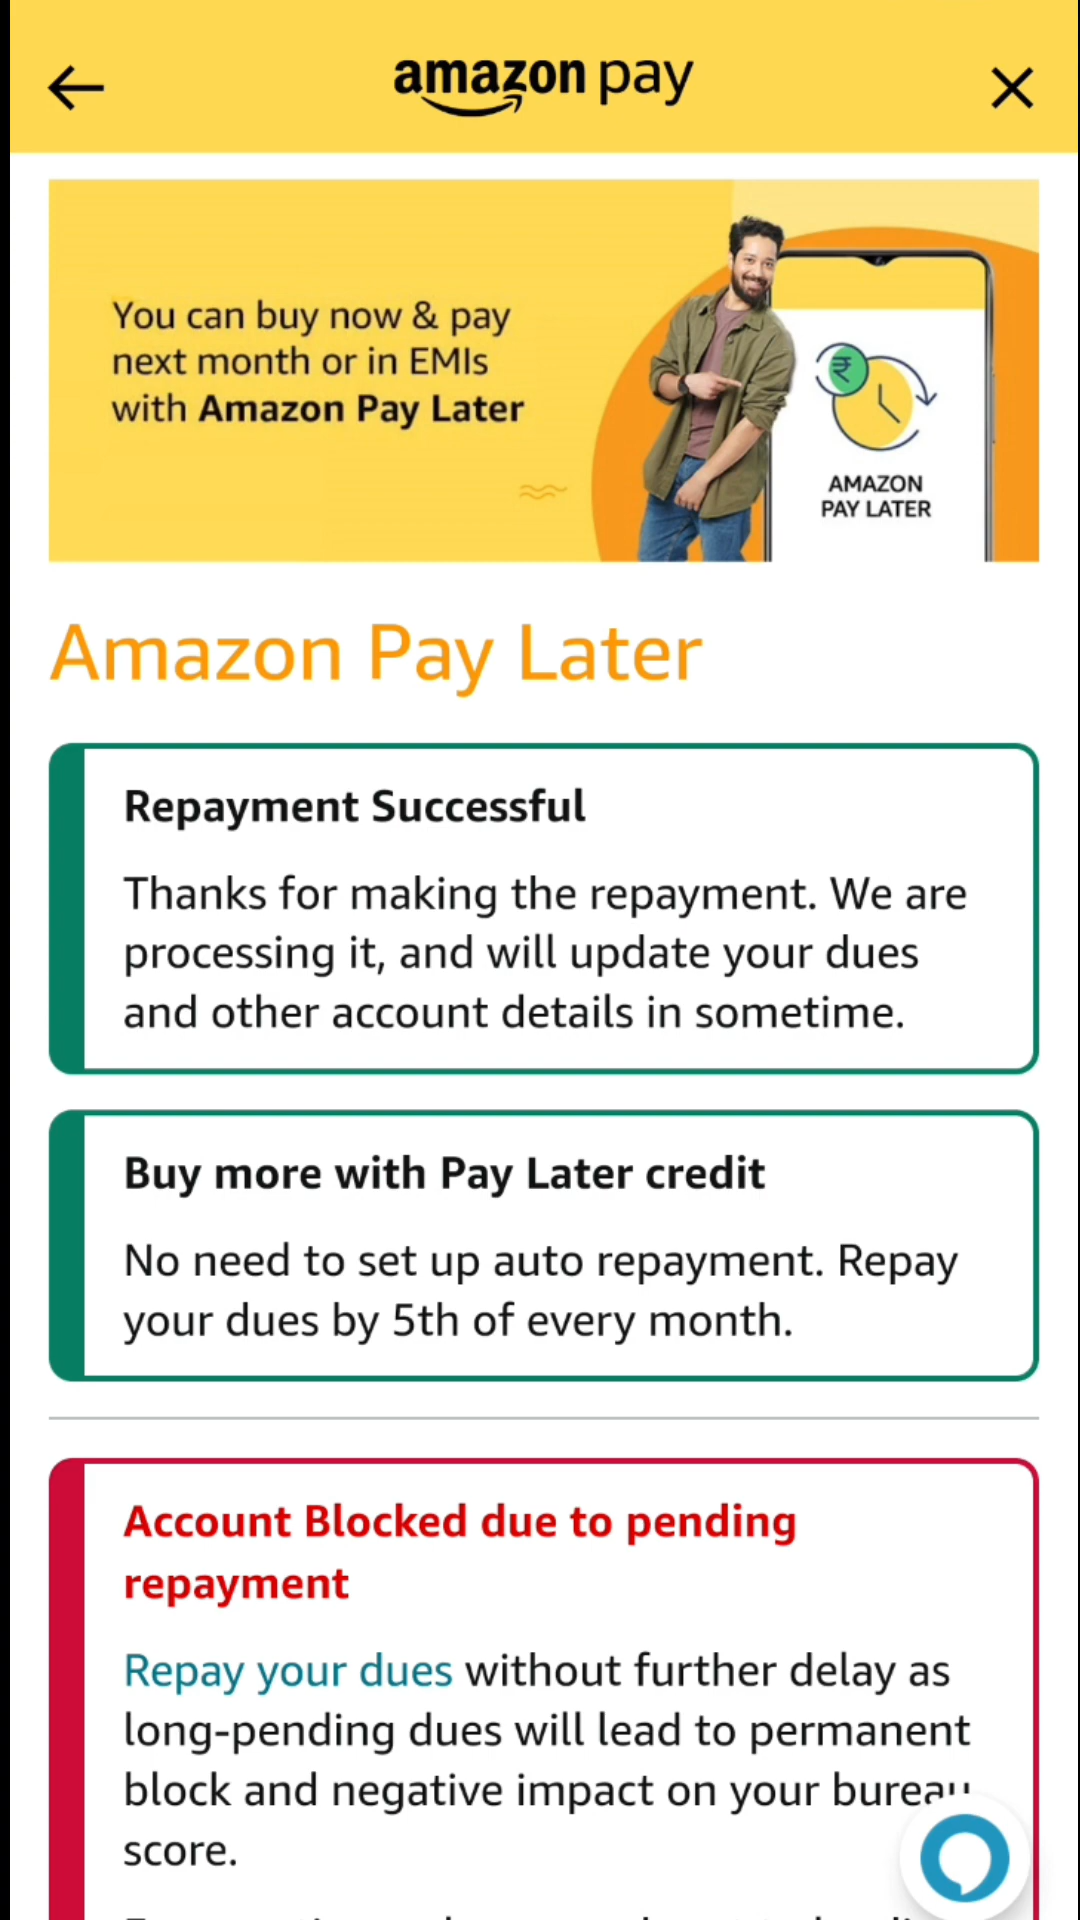 amazon pay
You can buy now & pay
next month or in EMIs
with Amazon Pay Later
₹
AMAZON
PAY LATER
Amazon Pay Later
Repayment Successful
Thanks for making the repayment. We are
processing it, and will update your dues
and other account details in sometime.
Buy more with Pay Later credit
No need to set up auto repayment. Repay
your dues by 5th of every month.
Account Blocked due to pending
repayment
Repay your dues without further delay as
long-pending dues will lead to permanent
block and negative impact on your bureau
score.